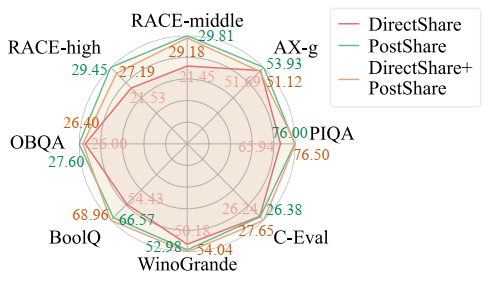 RACE-middle
29.81
DirectShare
PostShare
DirectShare+
PostShare
RACE-high
29.18
AX-g
53.93
29.45
27.19
21.45
51.69
51.12
21.53
26.40
76.00
PIQA
OBQA
26.00
65.94
76.50
27.60
54.43
26.24
26.38
68.96
66.57
50.18
27.65
BoolQ
52.98
54.04
C-Eval
WinoGrande